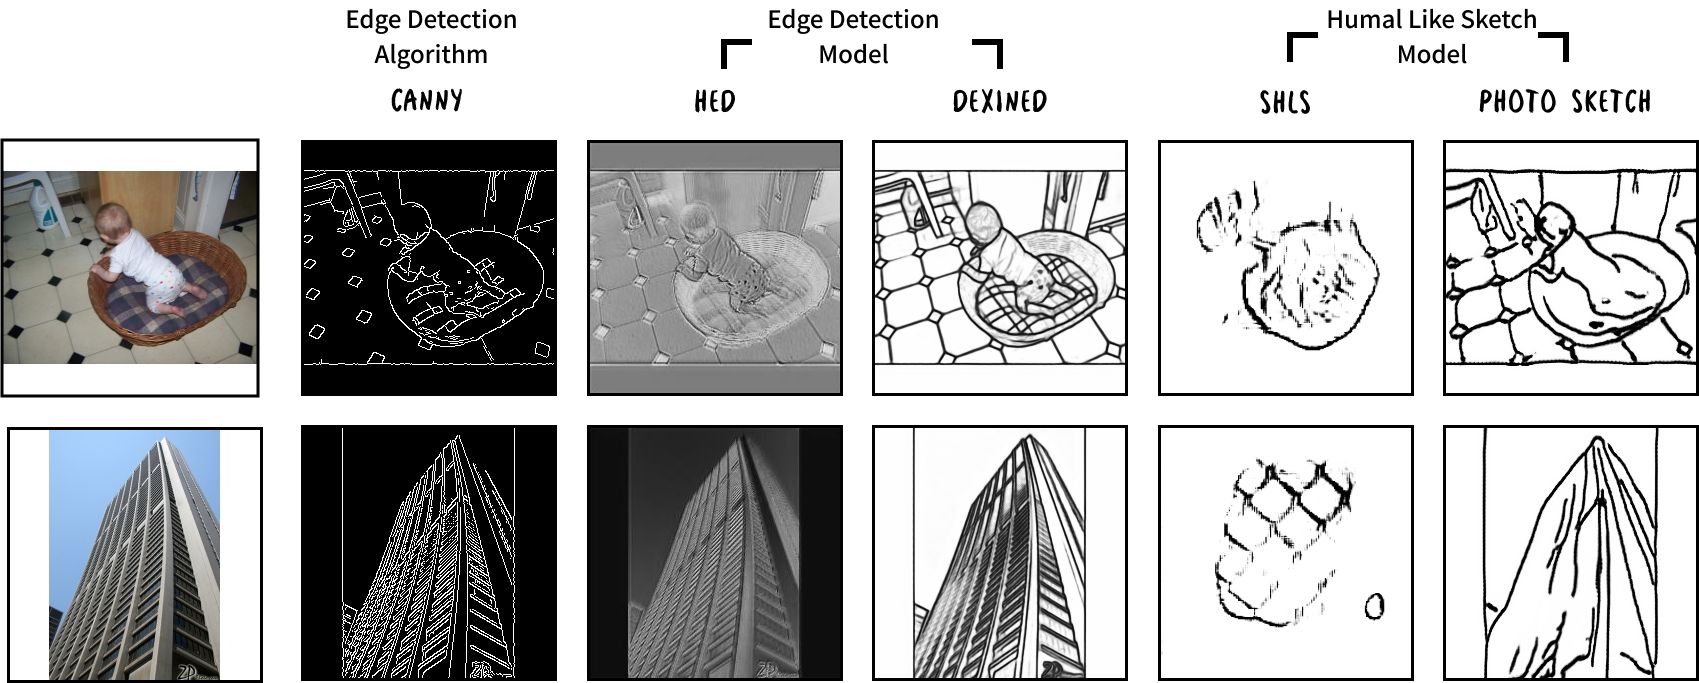 Edge Detection
Algorithm
Edge Detection
Model
Humal Like Sketch
Model
CANNY
HED
DEXINED
SHLS
PHOTO SKETCH